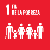 1 FIN
DE LA POBREZA